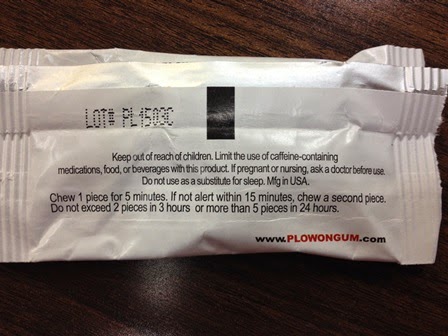 LOT# PL1503C
Keep out of reach of children. Limit the use of caffeine-containing
medications, food, or beverages with this product. If pregnant or nursing, ask a doctor before use.
Do not use as a substitute for sleep. Mfg in USA.
Chew 1 piece for 5 minutes. If not alert within 15 minutes, chew a second piece.
Do not exceed 2 pieces in 3 hours or more than 5 pieces in 24 hours.
www.PLOWONGUM.com